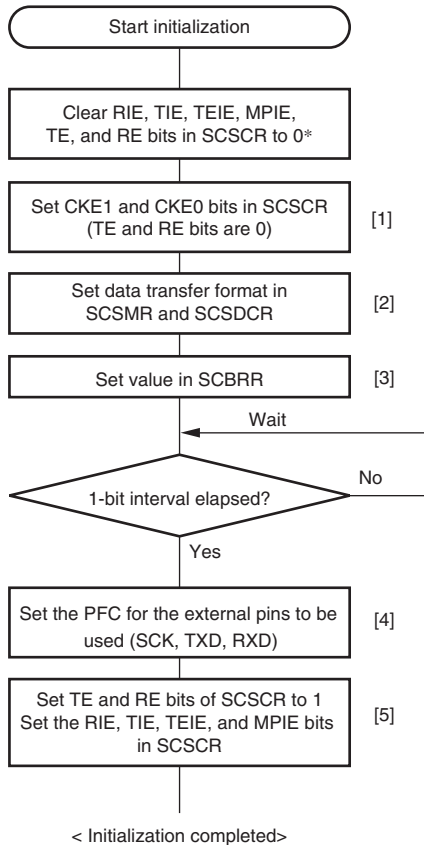 Start initialization
Clear RIE, TIE, TEIE, MPIE,
TE, and RE bits in SCSCR to 0*
Set CKE1 and CKE0 bits in SCSCR
(TE and RE bits are 0)
[1]
Set data transfer format in
SCSMR and SCSDCR
[2]
Set value in SCBRR
[3]
Wait
1-bit interval elapsed?
No
Yes
Set the PFC for the external pins to be
used (SCK, TXD, RXD)
[4]
Set TE and RE bits of SCSCR to 1
Set the RIE, TIE, TEIE, and MPIE bits
in SCSCR
[5]
< Initialization completed>